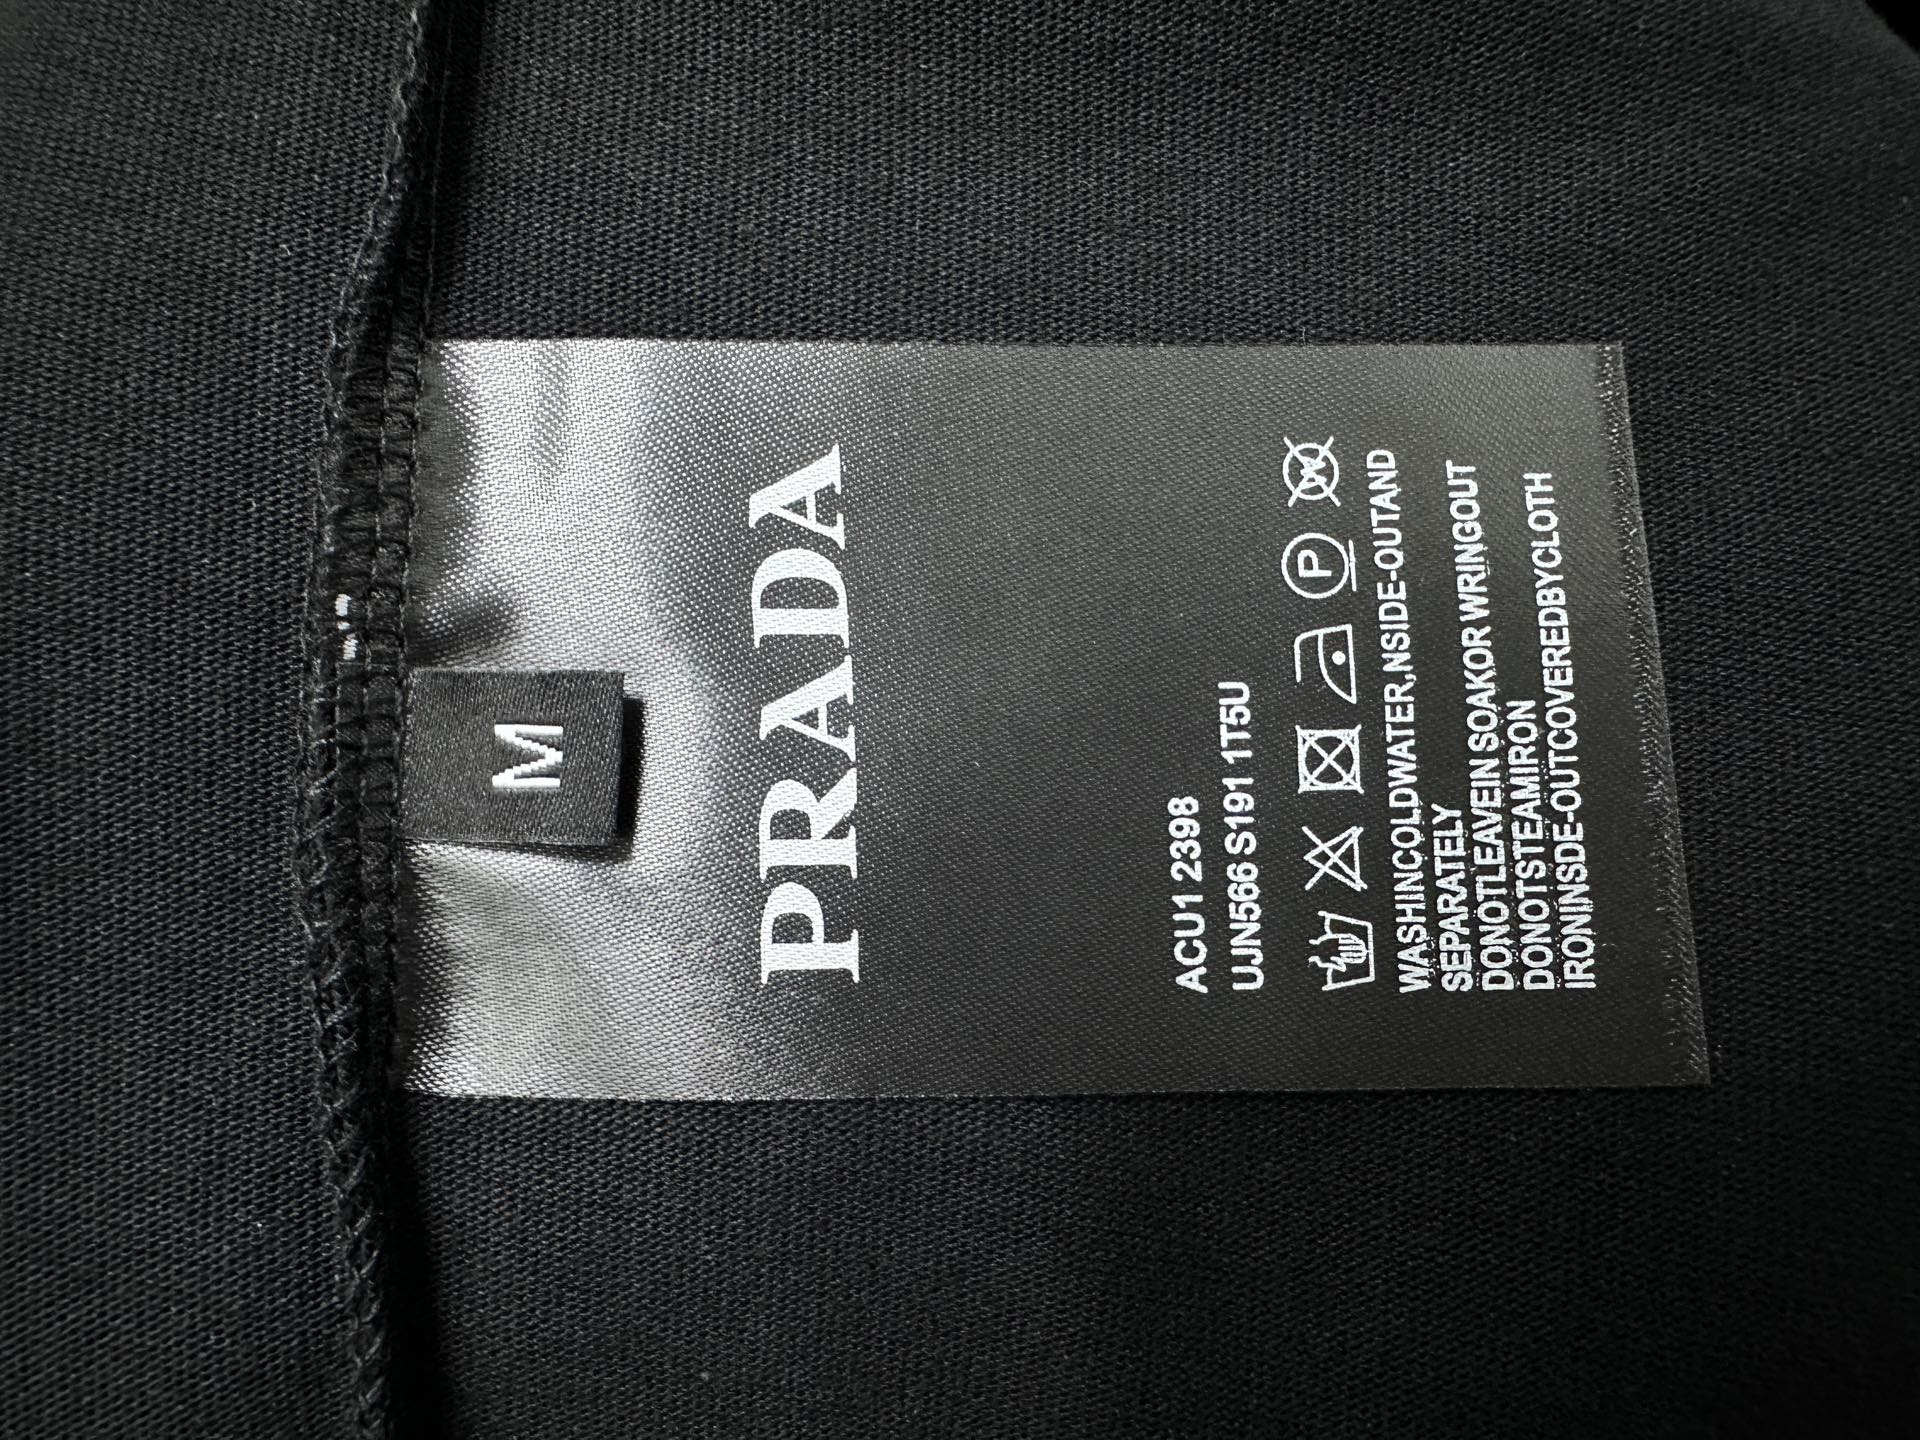 M
PRADA
ACU1 2398
UJN566 S191 1T5U
P
WASHINCOLDWATER,NSIDE-OUTAND
SEPARATELY
DONOTLEAVEIN SOAKOR WRINGOUT
DONOTSTEAMIRON
IRONINSDE-OUTCOVEREDBYCLOTH